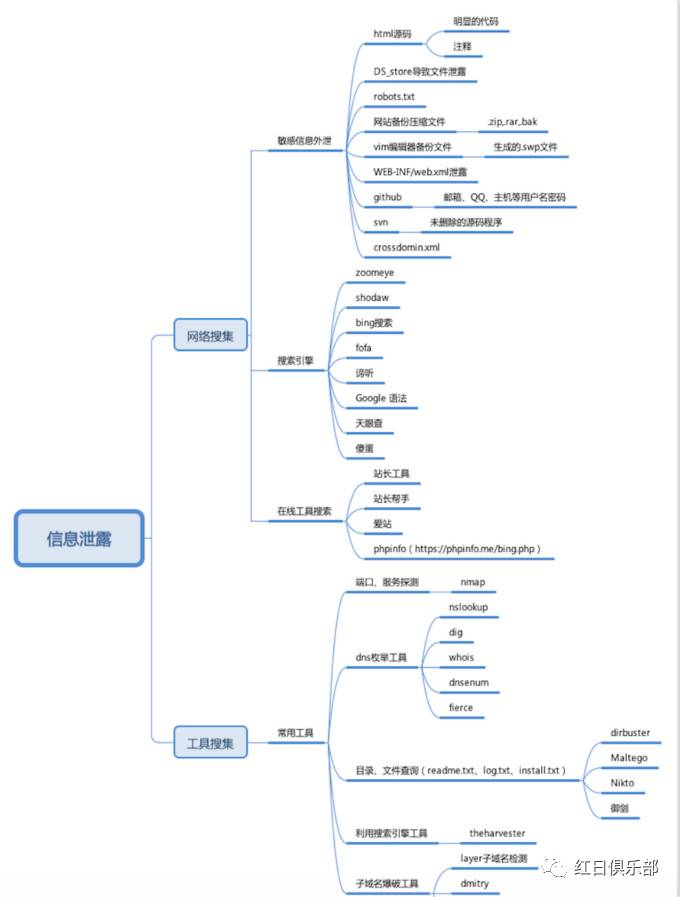 信息泄露
网络搜集
敏感信息外泄
html源码
明显的代码
注释
DS_store导致文件泄露
robots.txt
网站备份压缩文件
.zip,.rar,.bak
vim编辑器备份文件
生成的.swp文件
WEB-INF/web.xml泄露
github
邮箱、QQ、主机等用户名密码
svn
未删除的源码程序
crossdomin.xml
搜索引擎
zoomeye
shodaw
bing搜索
fofa
谛听
Google 语法
天眼查
傻蛋
在线工具搜索
站长工具
站长帮手
爱站
phpinfo（https://phpinfo.me/bing.php）
工具搜集
常用工具
端口、服务探测
nmap
dns枚举工具
nslookup
dig
whois
dnsenum
fierce
目录、文件查询（readme.txt、log.txt、install.txt）
dirbuster
Maltego
Nikto
御剑
利用搜索引擎工具
theharvester
子域名爆破工具
layer子域名检测
dmitry
红日俱乐部